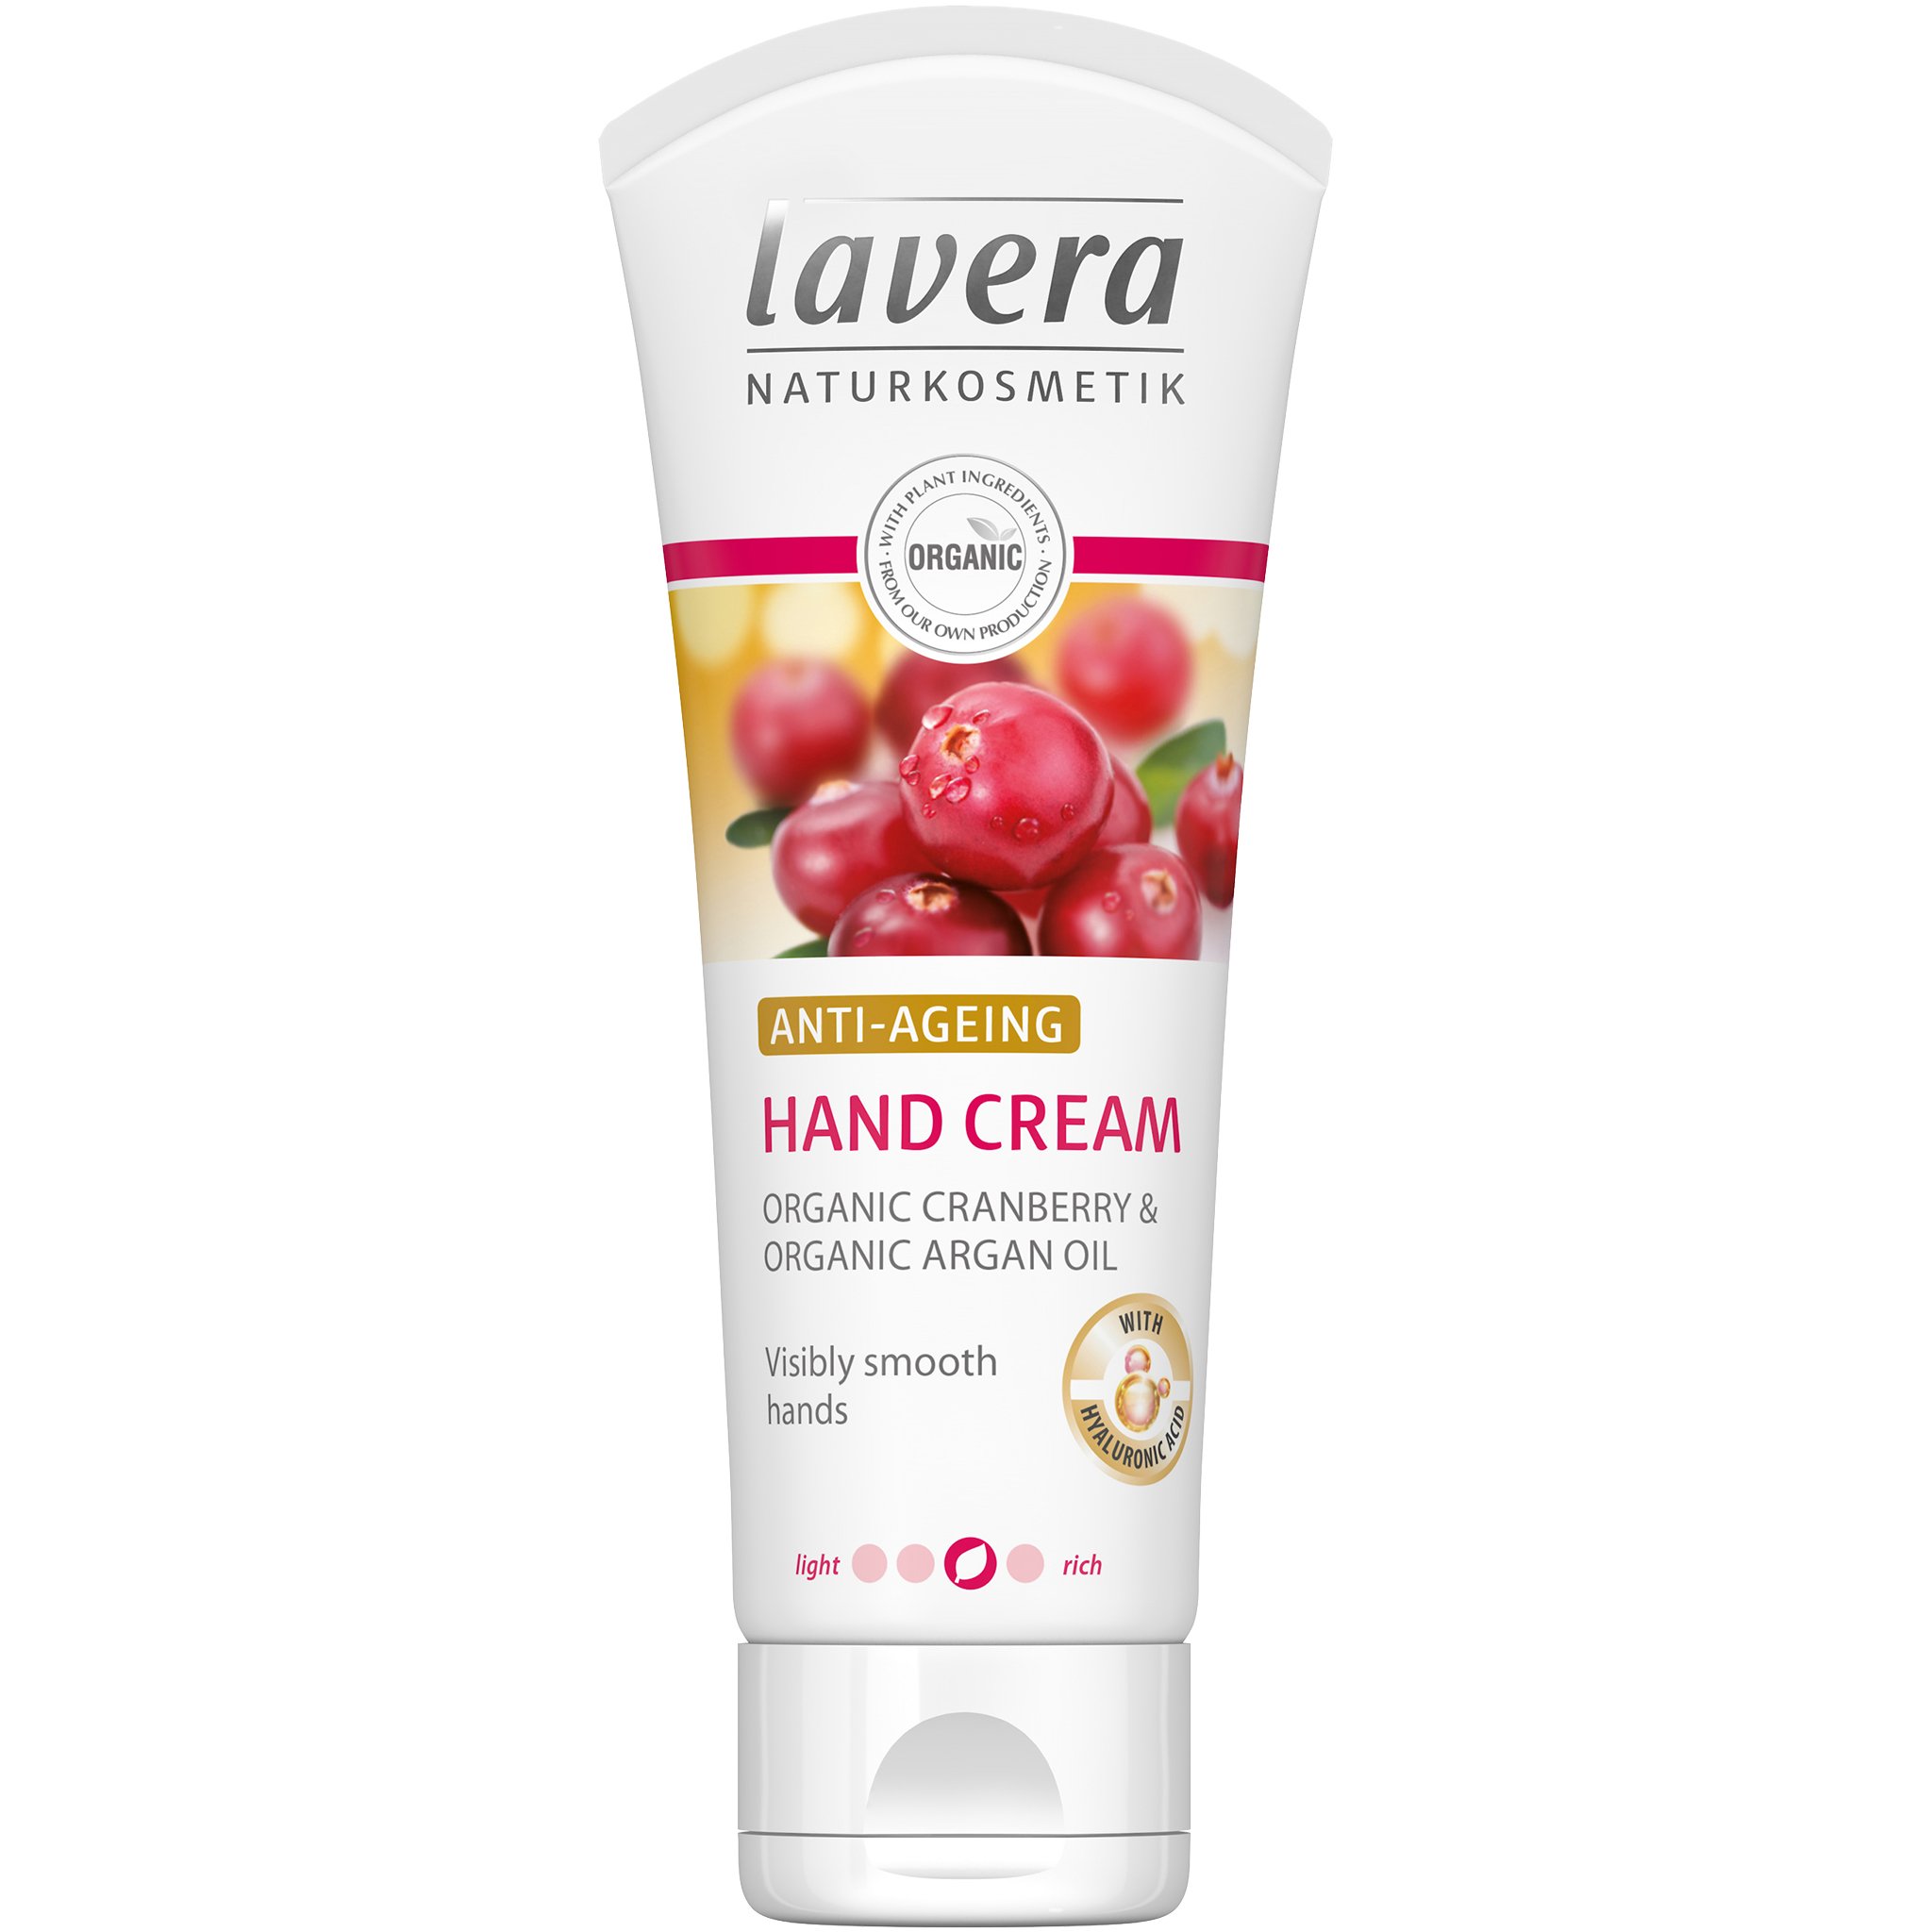 lavera
NATURKOSMETIK
· WITH PLANT INGREDIENTS ·
ORGANIC
FROM OUR OWN PRODUCTION
ANTI-AGEING
HAND CREAM
ORGANIC CRANBERRY &
ORGANIC ARGAN OIL
Visibly smooth
hands
WITH
HYALURONIC ACID
light
rich